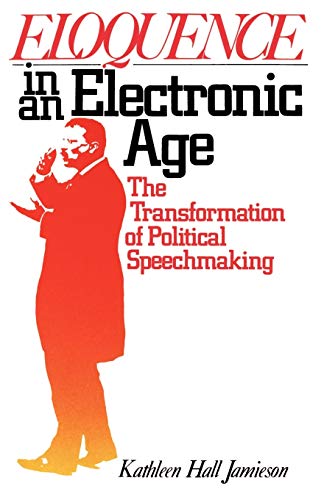 ELOQUENCE
in
an Electronic
Age
The
Transformation
of Political
Speechmaking
Kathleen Hall Jamieson